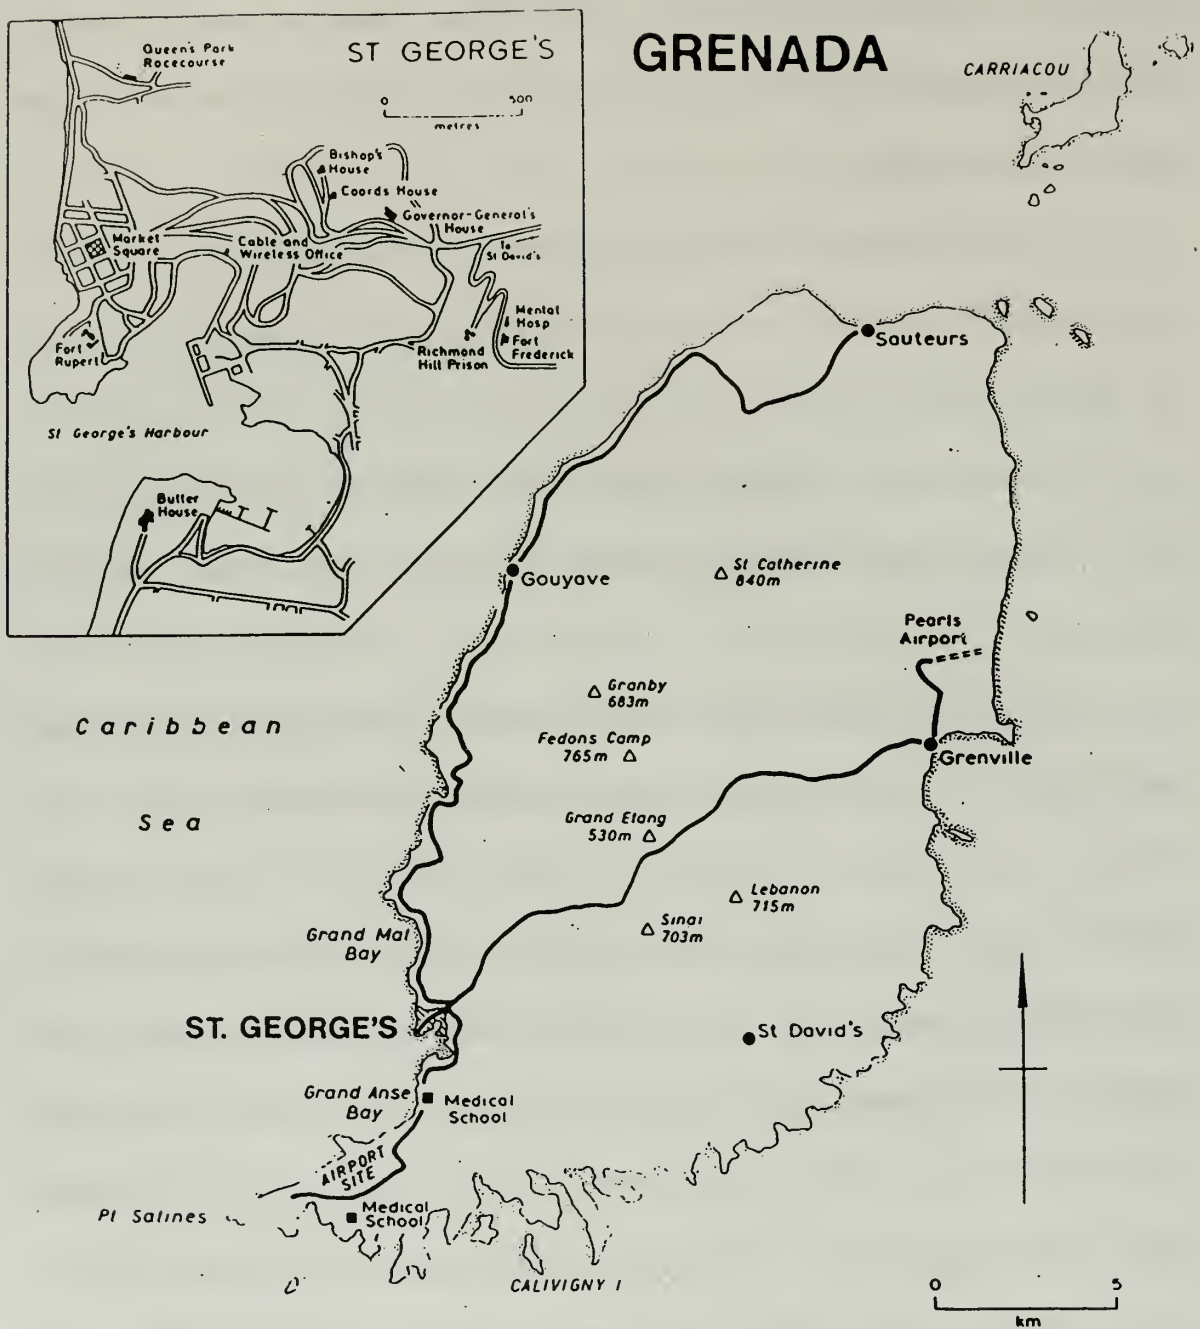 ST GEORGE'S
Queen's Park
Racecourse
0 500
metres
Bishop's
House
Coords House
Governor-General's
House
Market
Square
Cable and
Wireless Office
To
St David's
Mental
Hosp
Fort
Frederick
Fort
Rupert
Richmond
Hill Prison
St George's Harbour
Butler
House
GRENADA
CARRIACOU
Sauteurs
Gouyave
St Catherine
840m
Pearls
Airport
Granby
683m
Fedons Camp
765m
Grenville
Caribbean
Sea
Grand Etang
530m
Lebanon
715m
Sinai
703m
Grand Mal
Bay
ST. GEORGE'S
St David's
Grand Anse
Bay
Medical
School
AIRPORT
SITE
Pt Salines
Medical
School
CALIVIGNY I
0 5
km